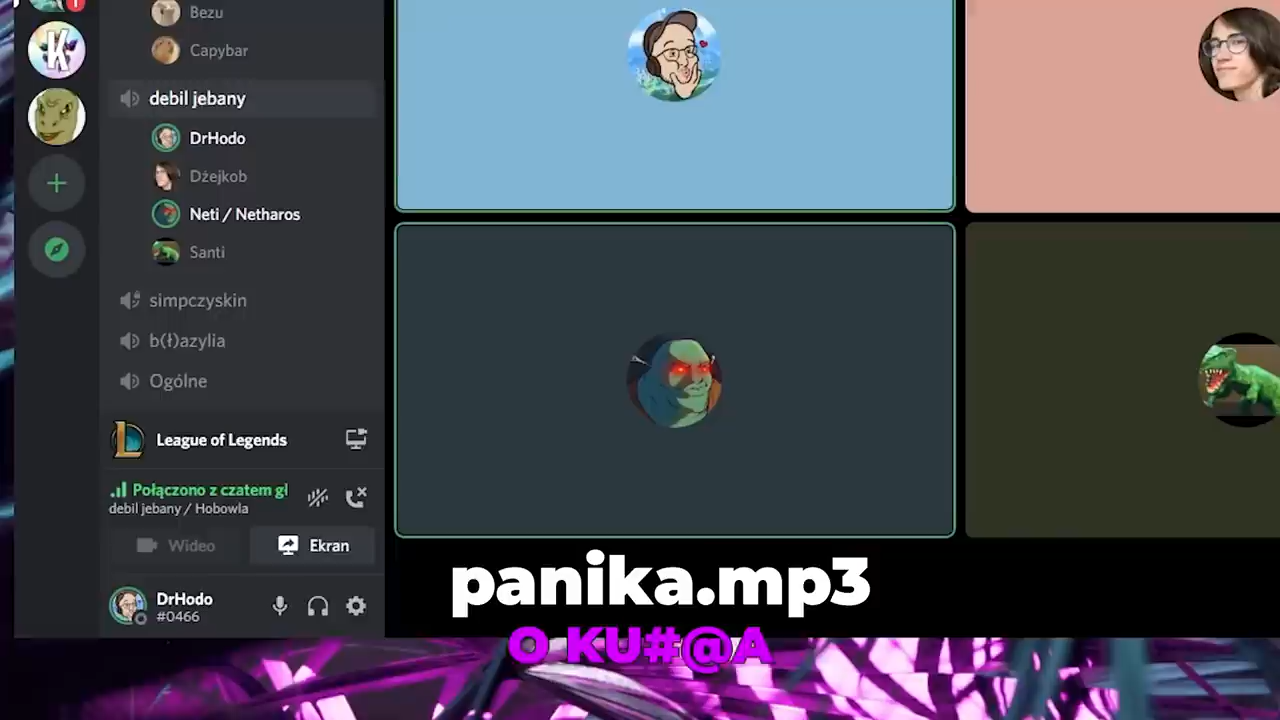 Bezu
Capybar
debil jebany
DrHodo
Dżejkob
Neti / Netharos
Santi
simpczyskin
b(ł)azylia
Ogólne
League of Legends
Połączono z czatem gł
debil jebany / Hobowla
Wideo
Ekran
DrHodo
#0466
K
panika.mp3
O KU#@A